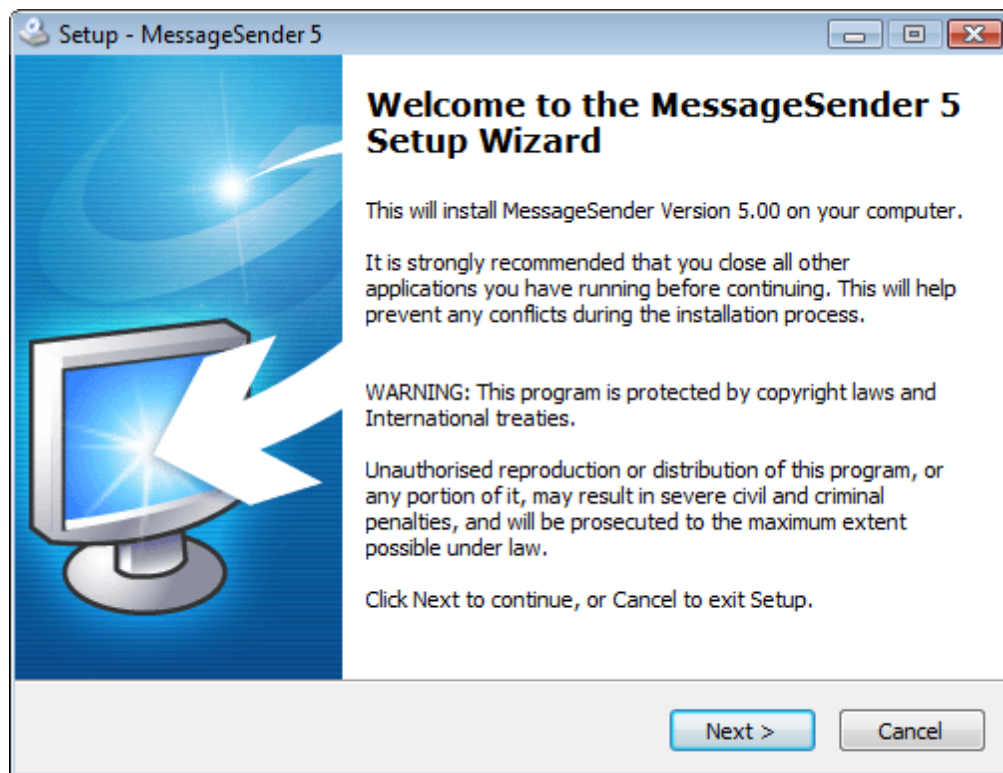 Setup - MessageSender 5
Welcome to the MessageSender 5
Setup Wizard
This will install MessageSender Version 5.00 on your computer.
It is strongly recommended that you close all other
applications you have running before continuing. This will help
prevent any conflicts during the installation process.
WARNING: This program is protected by copyright laws and
International treaties.
Unauthorised reproduction or distribution of this program, or
any portion of it, may result in severe civil and criminal
penalties, and will be prosecuted to the maximum extent
possible under law.
Click Next to continue, or Cancel to exit Setup.
Next >
Cancel